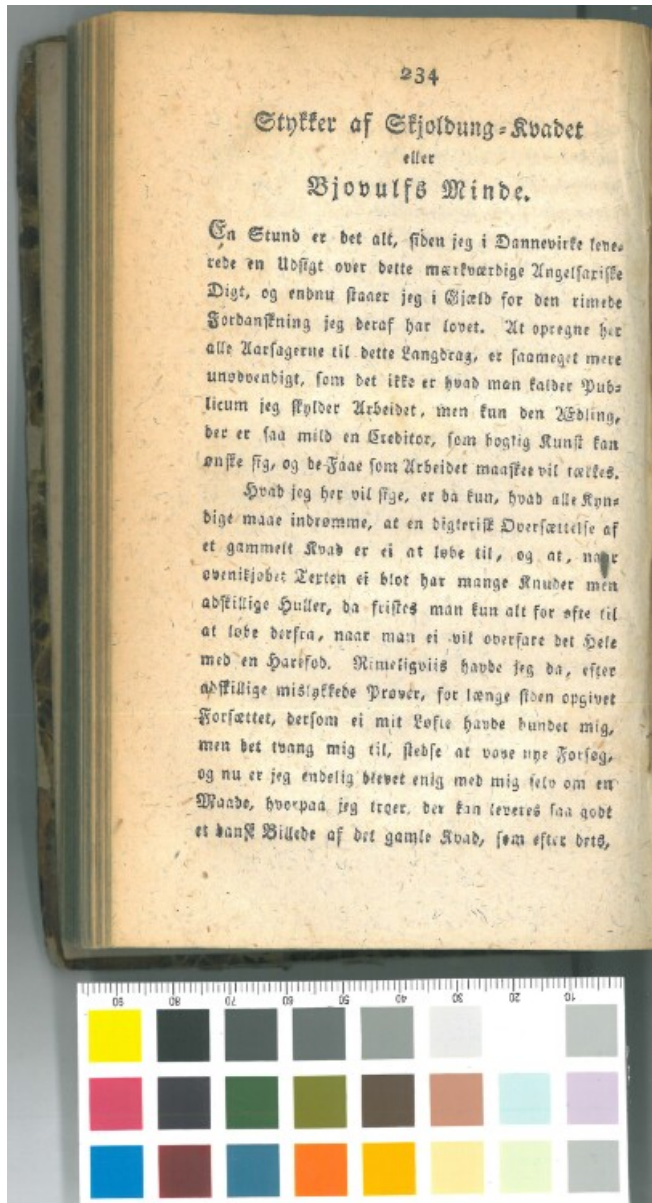 234
Stykker af Skjoldung-Kvadet
eller
Bjovulfs Minde.
En Stund er det alt, siden jeg i Dannevirke leve-
rede en Udsigt over dette mærkværdige Angelsaxiske
Digt, og endnu staaer jeg i Gjæld for den rimede
Fordanskning jeg deraf har lovet. At opregne her
alle Aarsagerne til dette Langdrag, er saameget mere
unødvendigt, som det ikke er hvad man kalder Pub-
licum jeg skylder Arbeidet, men kun den Ædling,
der er saa mild en Creditor, som boglig Kunst kan
ønske sig, og de Faae som Arbeidet maaskee vil tækkes.
Hvad jeg her vil sige, er da kun, hvad alle Kyn-
dige maae indrømme, at en digterisk Oversættelse af
et gammelt Kvad er ei at løbe til, og at, naar
ovenikjøbet Texten ei blot har mange Knuder men
adskillige Huller, da fristes man kun alt for ofte til
at løbe derfra, naar man ei vil overfare det Hele
med en Harefod. Rimeligviis havde jeg da, efter
adskillige mislykkede Prøver, for længe siden opgivet
Forsættet, dersom ei mit Løfte havde bundet mig,
men det tvang mig til, stedse at vove nye Forsøg,
og nu er jeg endelig blevet enig med mig selv om en
Maade, hvorpaa jeg troer, der kan leveres saa godt
et dansk Billede af det gamle Kvad, som efter dets,
90 80 70 60 50 40 30 20 10